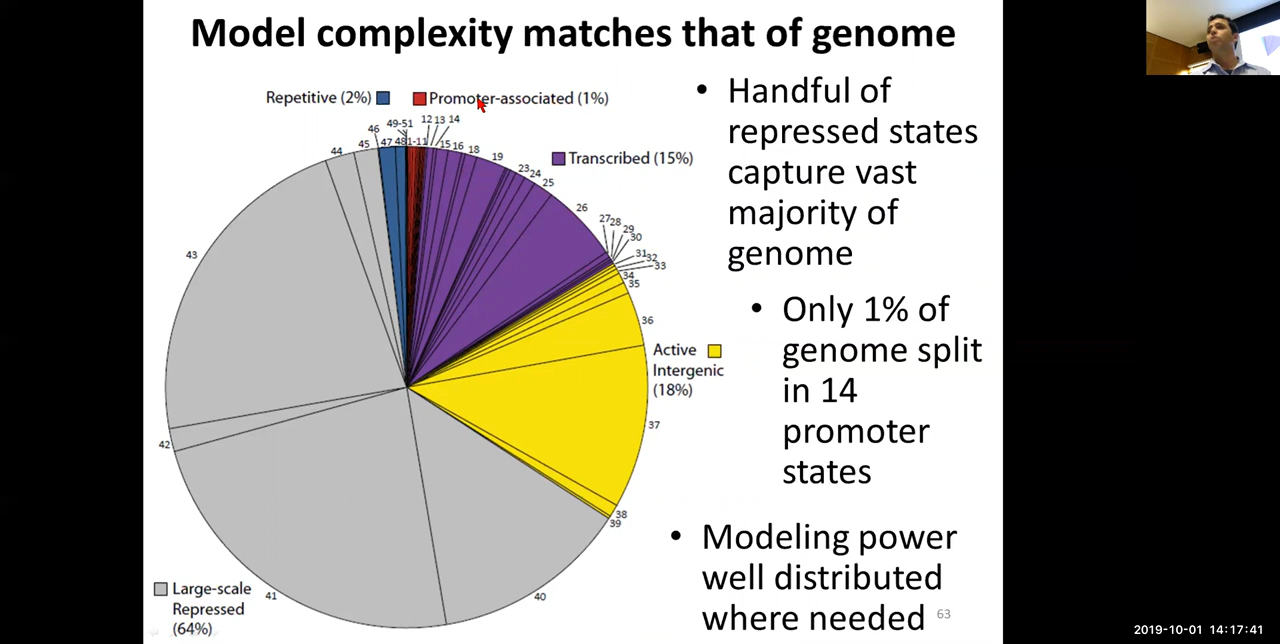 Model complexity matches that of genome
Repetitive (2%)
Promoter-associated (1%)
Transcribed (15%)
Active
Intergenic
(18%)
Large-scale
Repressed
(64%)
1-11
12
13
14
15
16
18
19
23
24
25
26
27
28
29
30
31
32
33
34
35
36
37
38
39
40
41
42
43
44
45
46
47
48
49-51
• Handful of
repressed states
capture vast
majority of
genome
• Only 1% of
genome split
in 14
promoter
states
• Modeling power
well distributed
where needed
63
2019-10-01 14:17:41